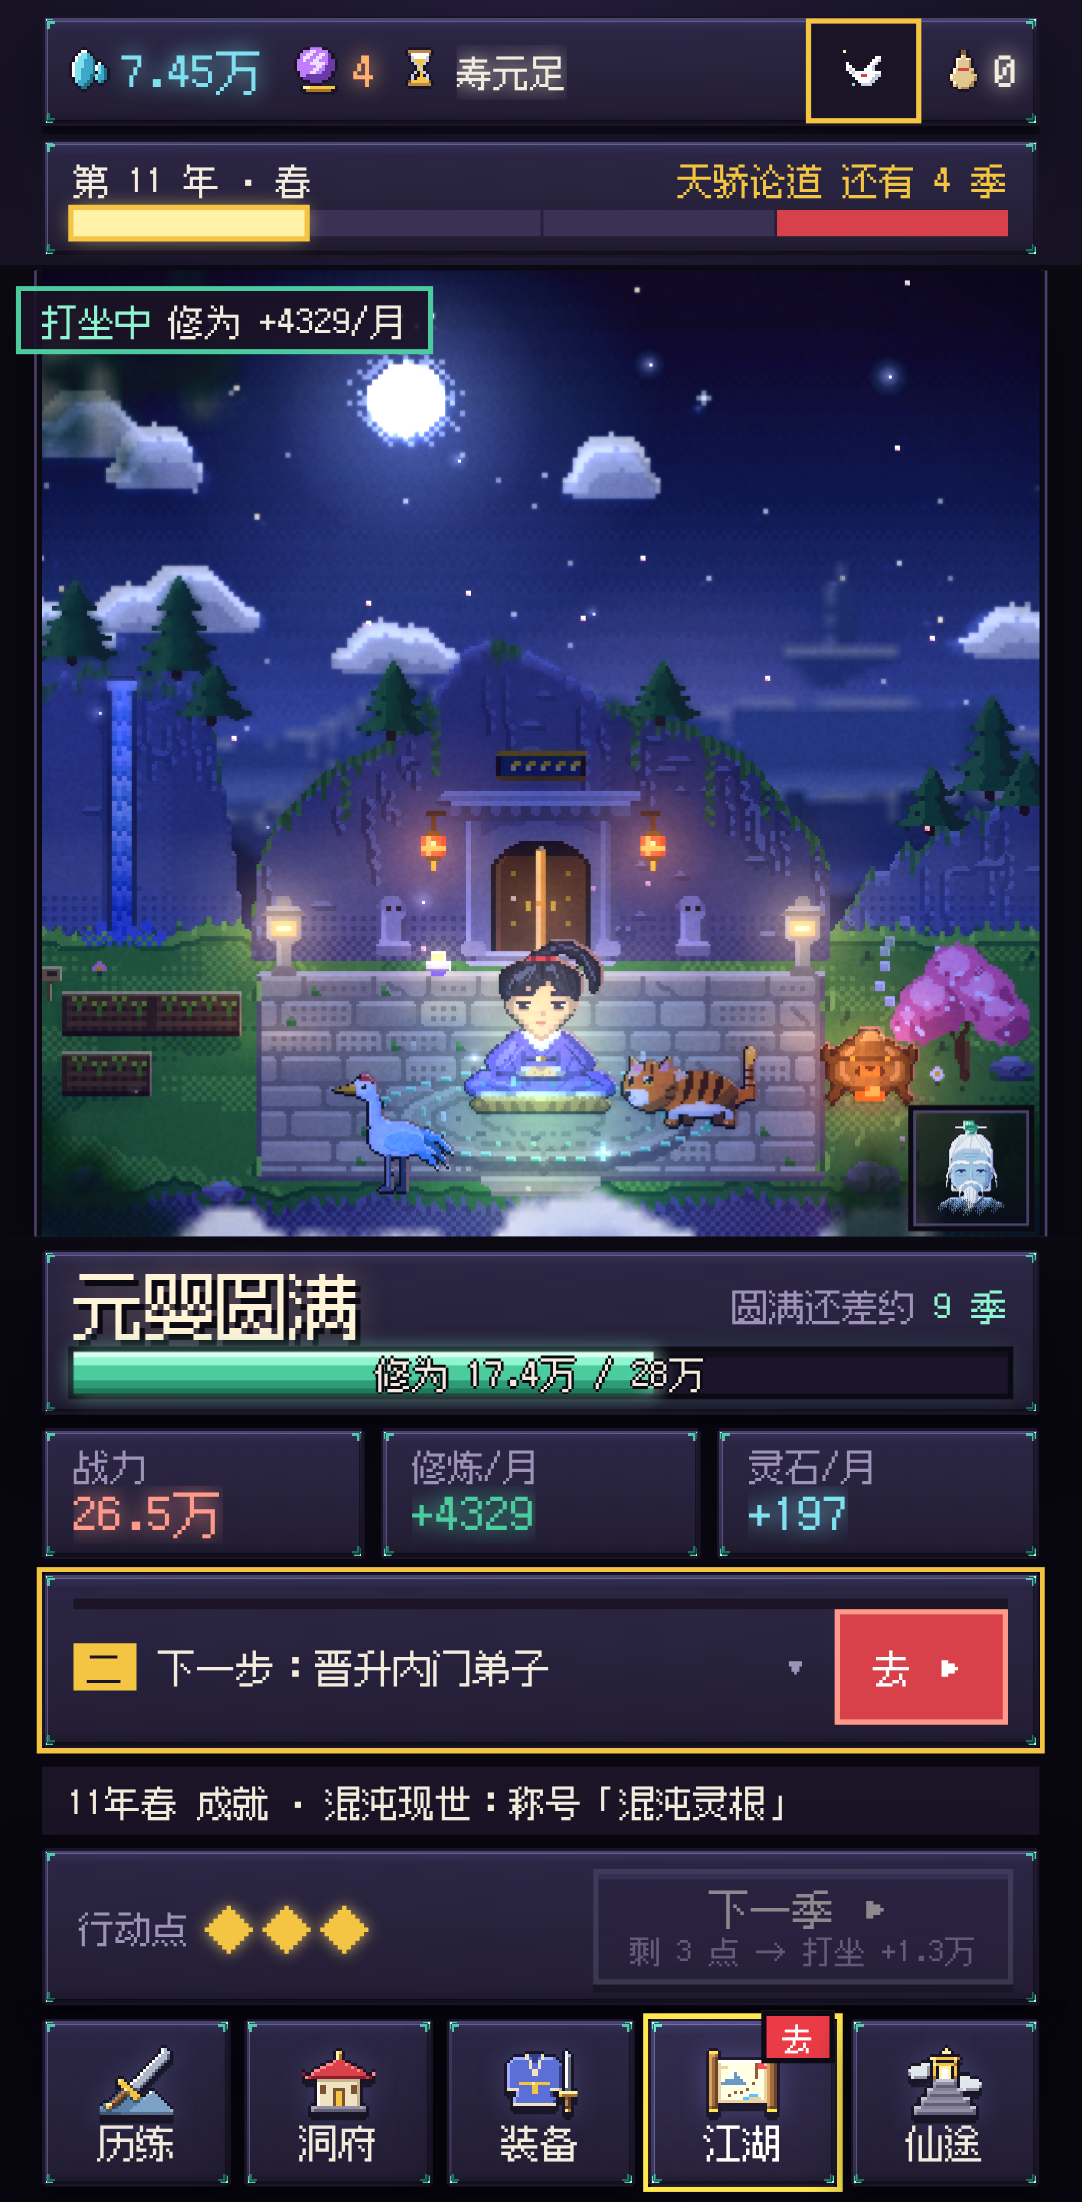 7.45万 4 寿元足 0
第 11 年 · 春 天骄论道 还有 4 季
打坐中 修为 +4329/月
元婴圆满 圆满还差约 9 季
修为 17.4万 / 28万
战力 修炼/月 灵石/月
26.5万 +4329 +197
二 下一步：晋升内门弟子 ▼ 去 ▶
11年春 成就 · 混沌现世：称号「混沌灵根」
行动点 下一季 ▶
剩 3 点 → 打坐 +1.3万
去
历练 洞府 装备 江湖 仙途